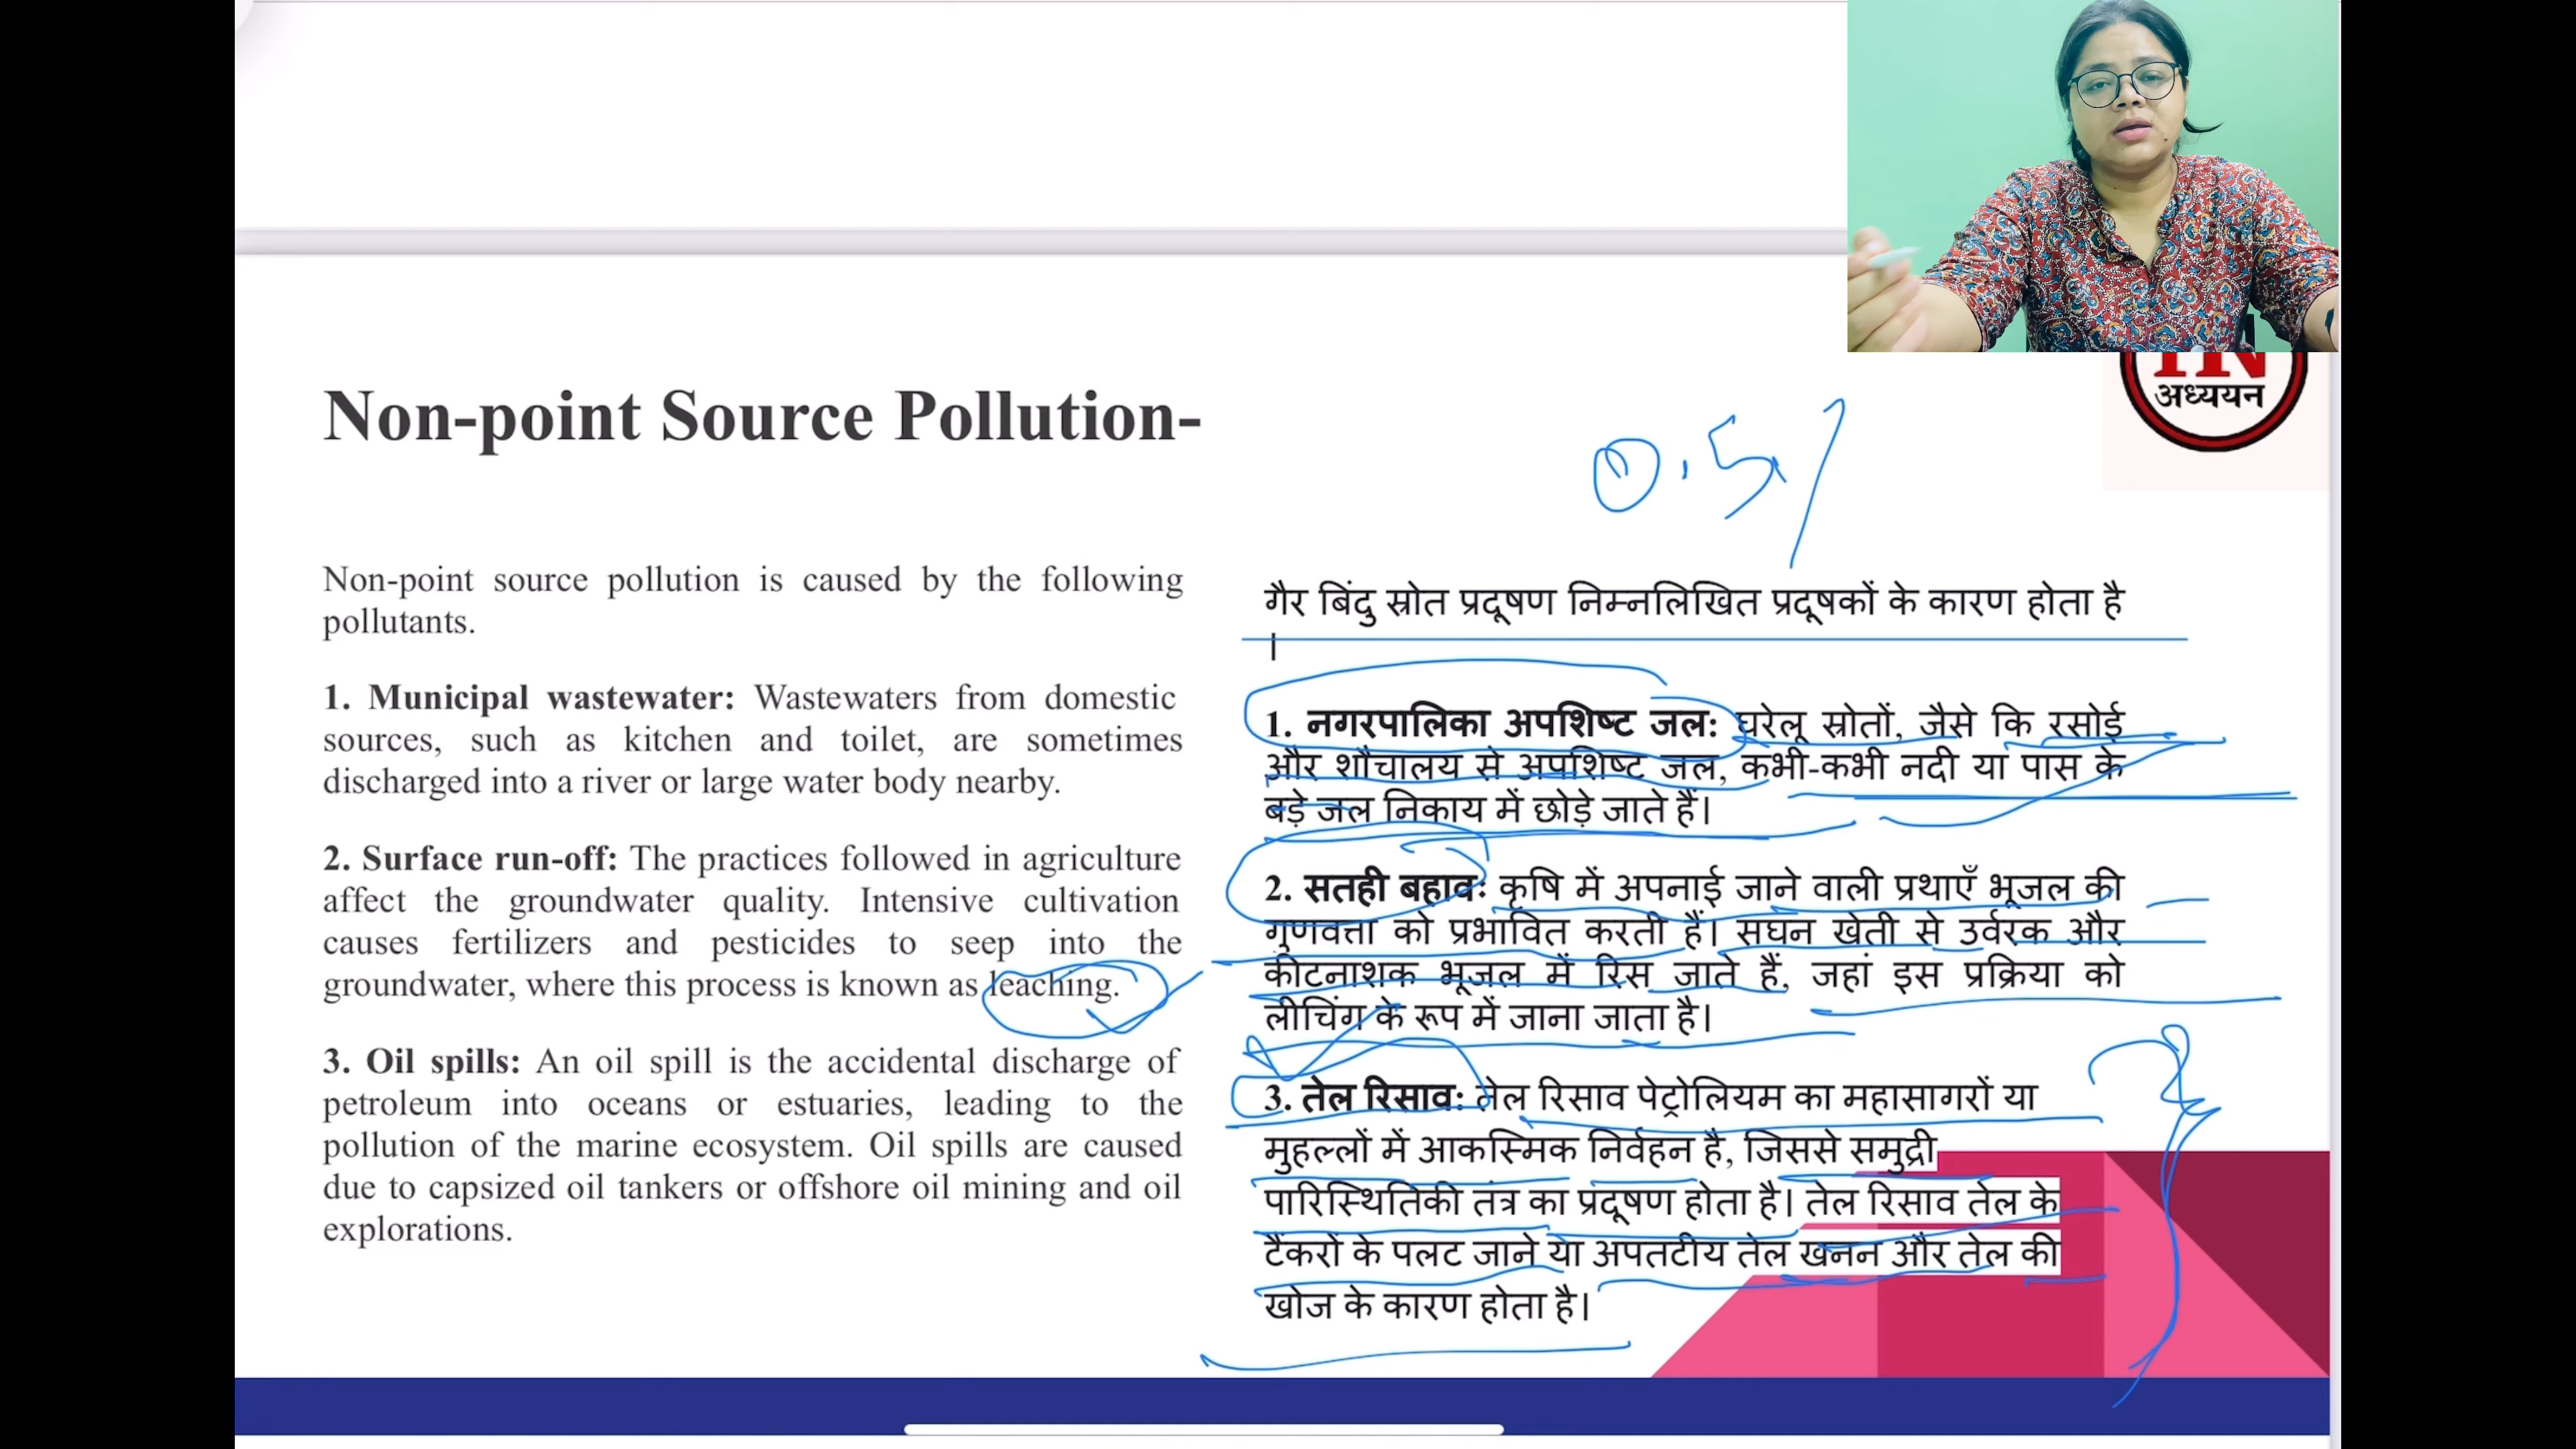 IN
अध्ययन
Non-point Source Pollution-
0.5%
Non-point source pollution is caused by the following
pollutants.
1. Municipal wastewater: Wastewaters from domestic
sources, such as kitchen and toilet, are sometimes
discharged into a river or large water body nearby.
2. Surface run-off: The practices followed in agriculture
affect the groundwater quality. Intensive cultivation
causes fertilizers and pesticides to seep into the
groundwater, where this process is known as leaching.
3. Oil spills: An oil spill is the accidental discharge of
petroleum into oceans or estuaries, leading to the
pollution of the marine ecosystem. Oil spills are caused
due to capsized oil tankers or offshore oil mining and oil
explorations.
गैर बिंदु स्रोत प्रदूषण निम्नलिखित प्रदूषकों के कारण होता है
।
1. नगरपालिका अपशिष्ट जल: घरेलू स्रोतों, जैसे कि रसोई
और शौचालय से अपशिष्ट जल, कभी-कभी नदी या पास के
बड़े जल निकाय में छोड़े जाते हैं।
2. सतही बहाव: कृषि में अपनाई जाने वाली प्रथाएँ भूजल की
गुणवत्ता को प्रभावित करती हैं। सघन खेती से उर्वरक और
कीटनाशक भूजल में रिस जाते हैं, जहां इस प्रक्रिया को
लीचिंग के रूप में जाना जाता है।
3. तेल रिसाव: तेल रिसाव पेट्रोलियम का महासागरों या
मुहल्लों में आकस्मिक निर्वहन है, जिससे समुद्री
पारिस्थितिकी तंत्र का प्रदूषण होता है। तेल रिसाव तेल के
टैंकरों के पलट जाने या अपतटीय तेल खनन और तेल की
खोज के कारण होता है।